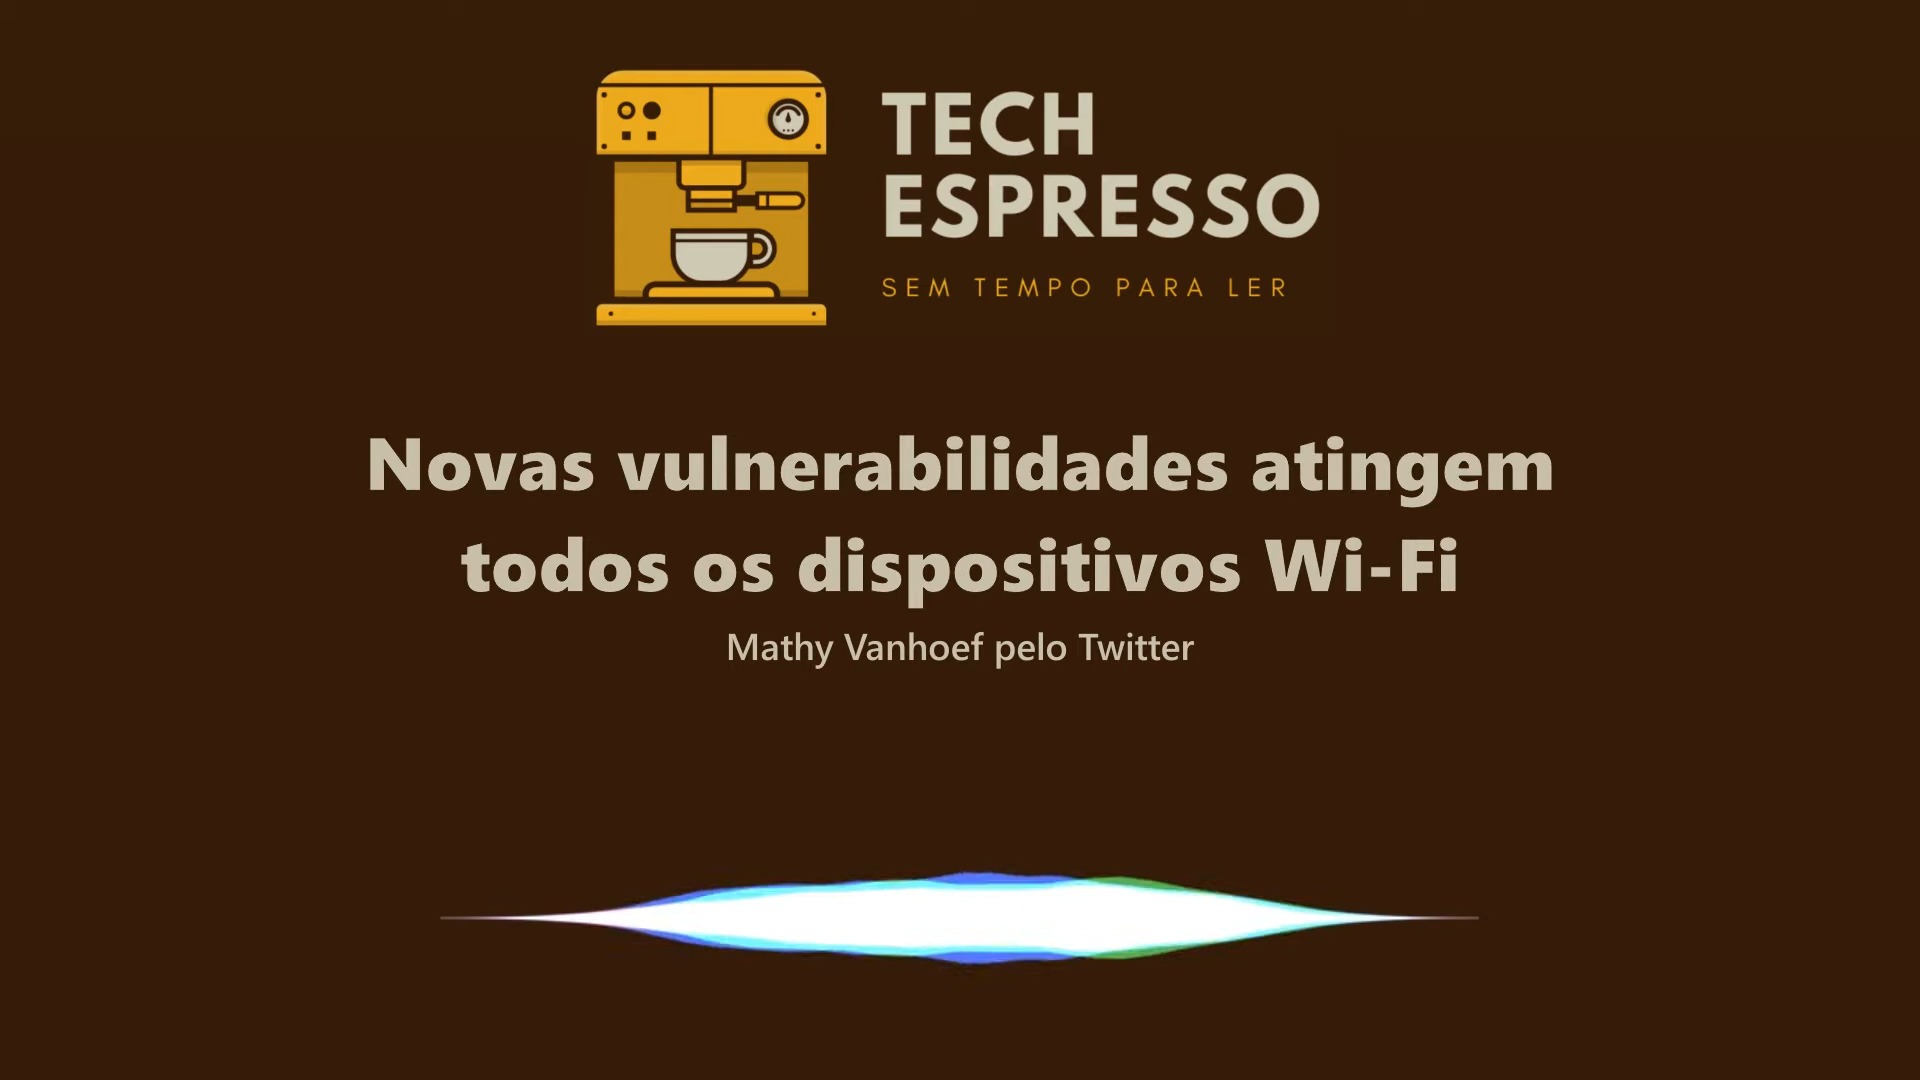 TECH
ESPRESSO
SEM TEMPO PARA LER
Novas vulnerabilidades atingem
todos os dispositivos Wi-Fi
Mathy Vanhoef pelo Twitter